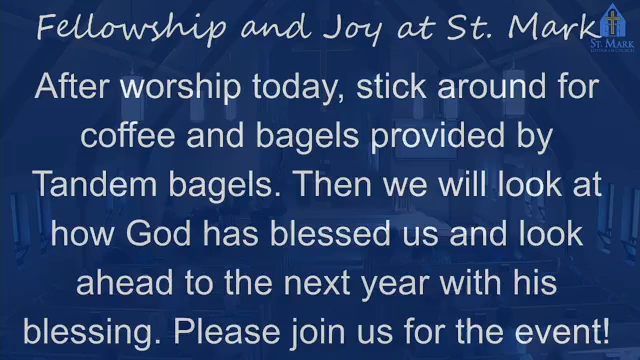 Fellowship and Joy at St. Mark
St. Mark
After worship today, stick around for
coffee and bagels provided by
Tandem bagels. Then we will look at
how God has blessed us and look
ahead to the next year with his
blessing. Please join us for the event!